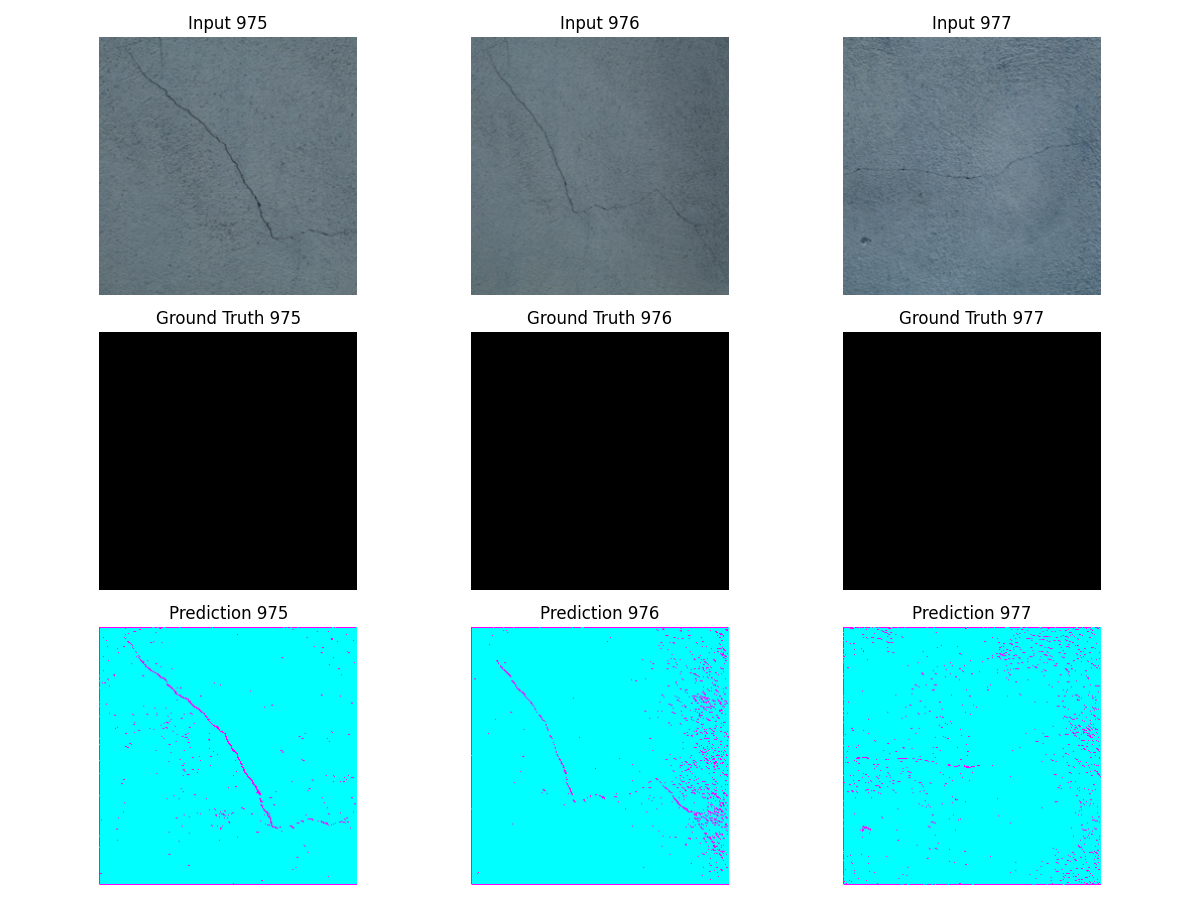 Input 975
Input 976
Input 977
Ground Truth 975
Ground Truth 976
Ground Truth 977
Prediction 975
Prediction 976
Prediction 977